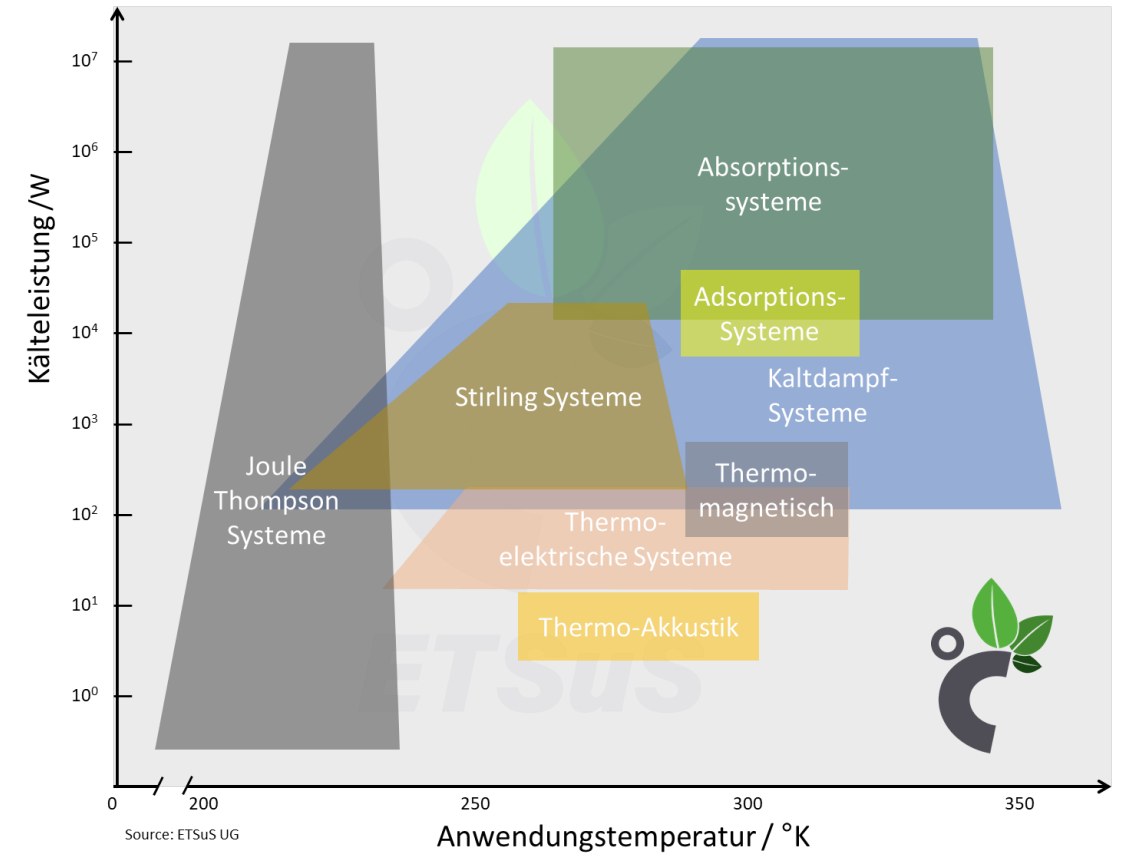 Kälteleistung /W
10⁷
10⁶
10⁵
10⁴
10³
10²
10¹
10⁰
Absorptions-
systeme
Adsorptions-
Systeme
Kaltdampf-
Systeme
Stirling Systeme
Joule
Thompson
Systeme
Thermo-
magnetisch
Thermo-
elektrische Systeme
Thermo-Akkustik
ETSuS
0
200
250
300
350
Source: ETSuS UG
Anwendungstemperatur / °K